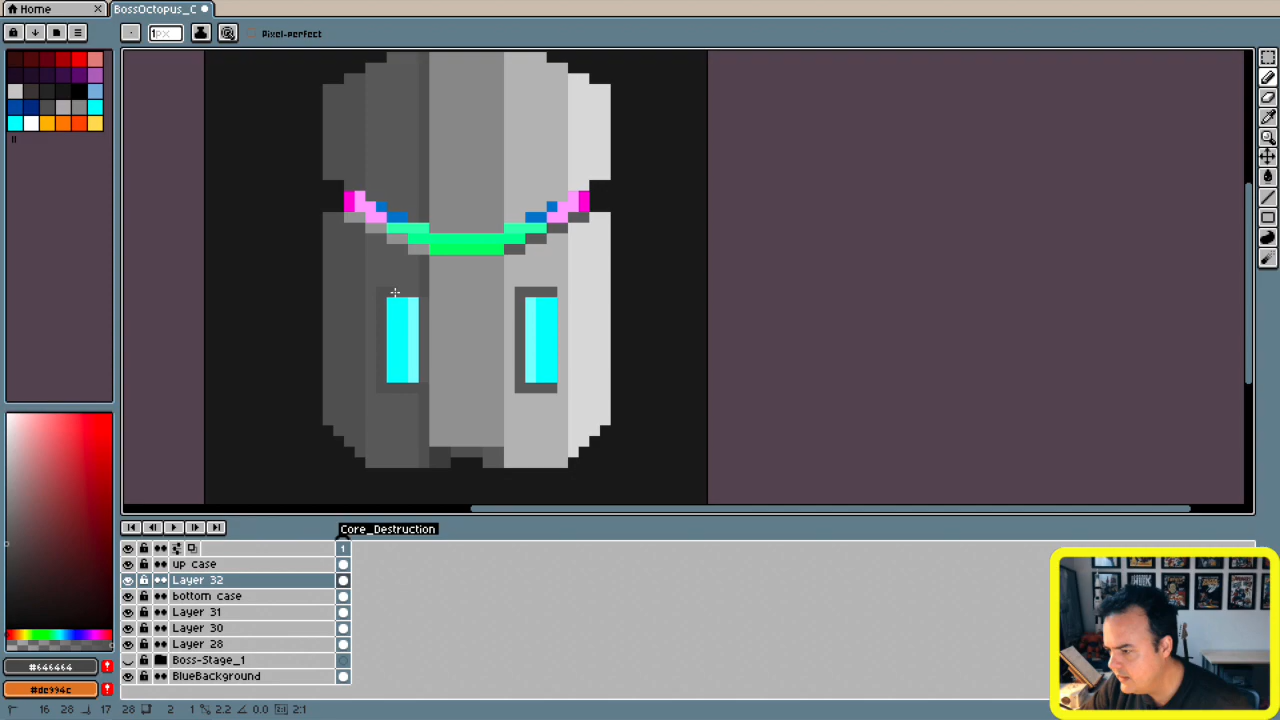 Home
BossOctopus_C
1px
Pixel-perfect
Core_Destruction
1
up case
Layer 32
bottom case
Layer 31
Layer 30
Layer 28
Boss-Stage_1
BlueBackground
#646464
#de994c
16 28 17 28 2 1 2.2 0.0 2:1